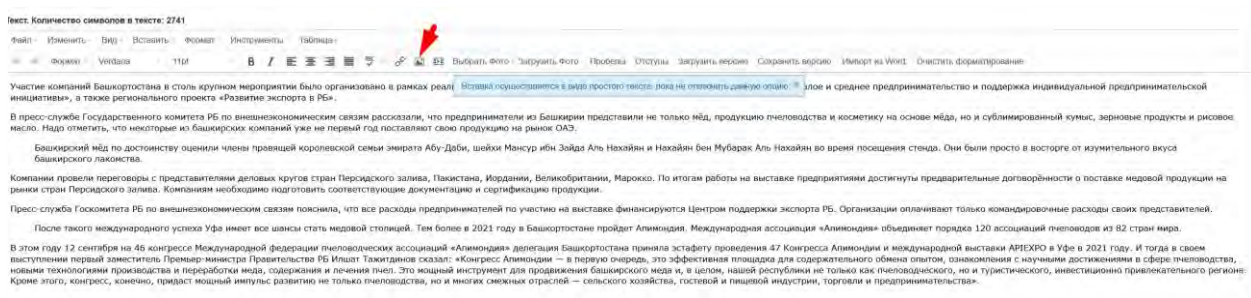 Текст. Количество символов в тексте: 2741
Файл Изменить Вид Вставить Формат Инструменты Таблица
Формат Verdana 11pt B I Выбрать Фото Загрузить Фото Пробелы Отступы Загрузить версию Сохранить версию Импорт из Word Очистить форматирование
Участие компаний Башкортостана в столь крупном мероприятии было организовано в рамках реал Вставка осуществляется в виде простого текста, пока не отключить данную опцию. × лое и среднее предпринимательство и поддержка индивидуальной предпринимательской
инициативы», а также регионального проекта «Развитие экспорта в РБ».
В пресс-службе Государственного комитета РБ по внешнеэкономическим связям рассказали, что предприниматели из Башкирии представили не только мёд, продукцию пчеловодства и косметику на основе мёда, но и сублимированный кумыс, зерновые продукты и рисовое
масло. Надо отметить, что некоторые из башкирских компаний уже не первый год поставляют свою продукцию на рынок ОАЭ.
Башкирский мёд по достоинству оценили члены правящей королевской семьи эмирата Абу-Даби, шейхи Мансур ибн Зайда Аль Нахайян и Нахайян бен Мубарак Аль Нахайян во время посещения стенда. Они были просто в восторге от изумительного вкуса
башкирского лакомства.
Компании провели переговоры с представителями деловых кругов стран Персидского залива, Пакистана, Иордании, Великобритании, Марокко. По итогам работы на выставке предприятиями достигнуты предварительные договорённости о поставке медовой продукции на
рынки стран Персидского залива. Компаниям необходимо подготовить соответствующие документацию и сертификацию продукции.
Пресс-служба Госкомитета РБ по внешнеэкономическим связям пояснила, что все расходы предпринимателей по участию на выставке финансируются Центром поддержки экспорта РБ. Организации оплачивают только командировочные расходы своих представителей.
После такого международного успеха Уфа имеет все шансы стать медовой столицей. Тем более в 2021 году в Башкортостане пройдет Апимондия. Международная ассоциация «Апимондия» объединяет порядка 120 ассоциаций пчеловодов из 82 стран мира.
В этом году 12 сентября на 46 конгрессе Международной федерации пчеловодческих ассоциаций «Апимондия» делегация Башкортостана приняла эстафету проведения 47 Конгресса Апимондии и международной выставки APIEXPO в Уфе в 2021 году. И тогда в своем
выступлении первый заместитель Премьер-министра Правительства РБ Илшат Тажитдинов сказал: «Конгресс Апимондии — в первую очередь, это эффективная площадка для содержательного обмена опытом, ознакомления с научными достижениями в сфере пчеловодства,
новыми технологиями производства и переработки меда, содержания и лечения пчел. Это мощный инструмент для продвижения башкирского меда и, в целом, нашей республики не только как пчеловодческого, но и туристического, инвестиционно привлекательного региона.
Кроме этого, конгресс, конечно, придаст мощный импульс развитию не только пчеловодства, но и многих смежных отраслей — сельского хозяйства, гостевой и пищевой индустрии, торговли и предпринимательства».